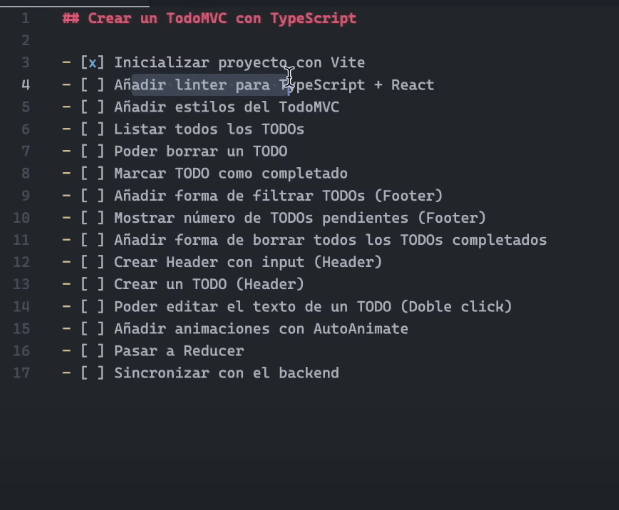 1 ## Crear un TodoMVC con TypeScript
2
3 - [x] Inicializar proyecto con Vite
4 - [ ] Añadir linter para TypeScript + React
5 - [ ] Añadir estilos del TodoMVC
6 - [ ] Listar todos los TODOs
7 - [ ] Poder borrar un TODO
8 - [ ] Marcar TODO como completado
9 - [ ] Añadir forma de filtrar TODOs (Footer)
10 - [ ] Mostrar número de TODOs pendientes (Footer)
11 - [ ] Añadir forma de borrar todos los TODOs completados
12 - [ ] Crear Header con input (Header)
13 - [ ] Crear un TODO (Header)
14 - [ ] Poder editar el texto de un TODO (Doble click)
15 - [ ] Añadir animaciones con AutoAnimate
16 - [ ] Pasar a Reducer
17 - [ ] Sincronizar con el backend